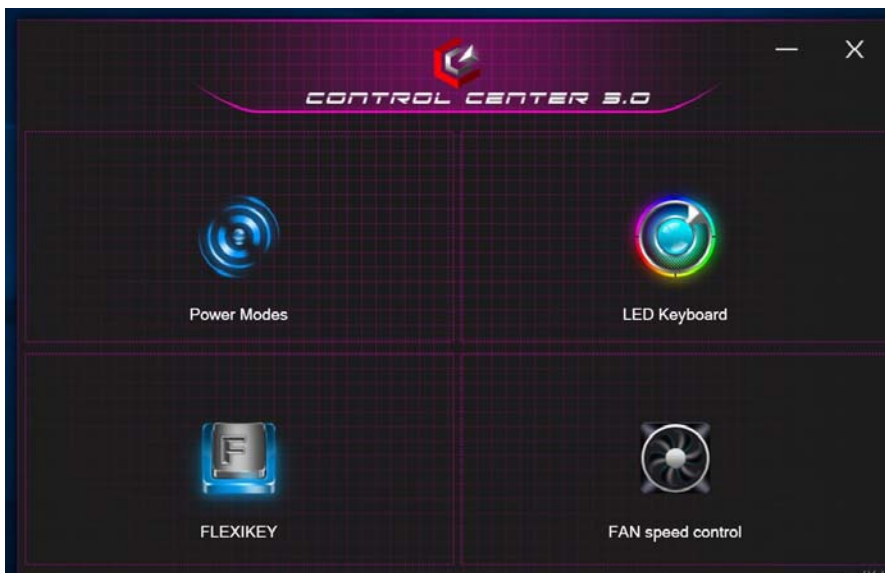 CONTROL CENTER 3.0
Power Modes
LED Keyboard
F
FLEXIKEY
FAN speed control